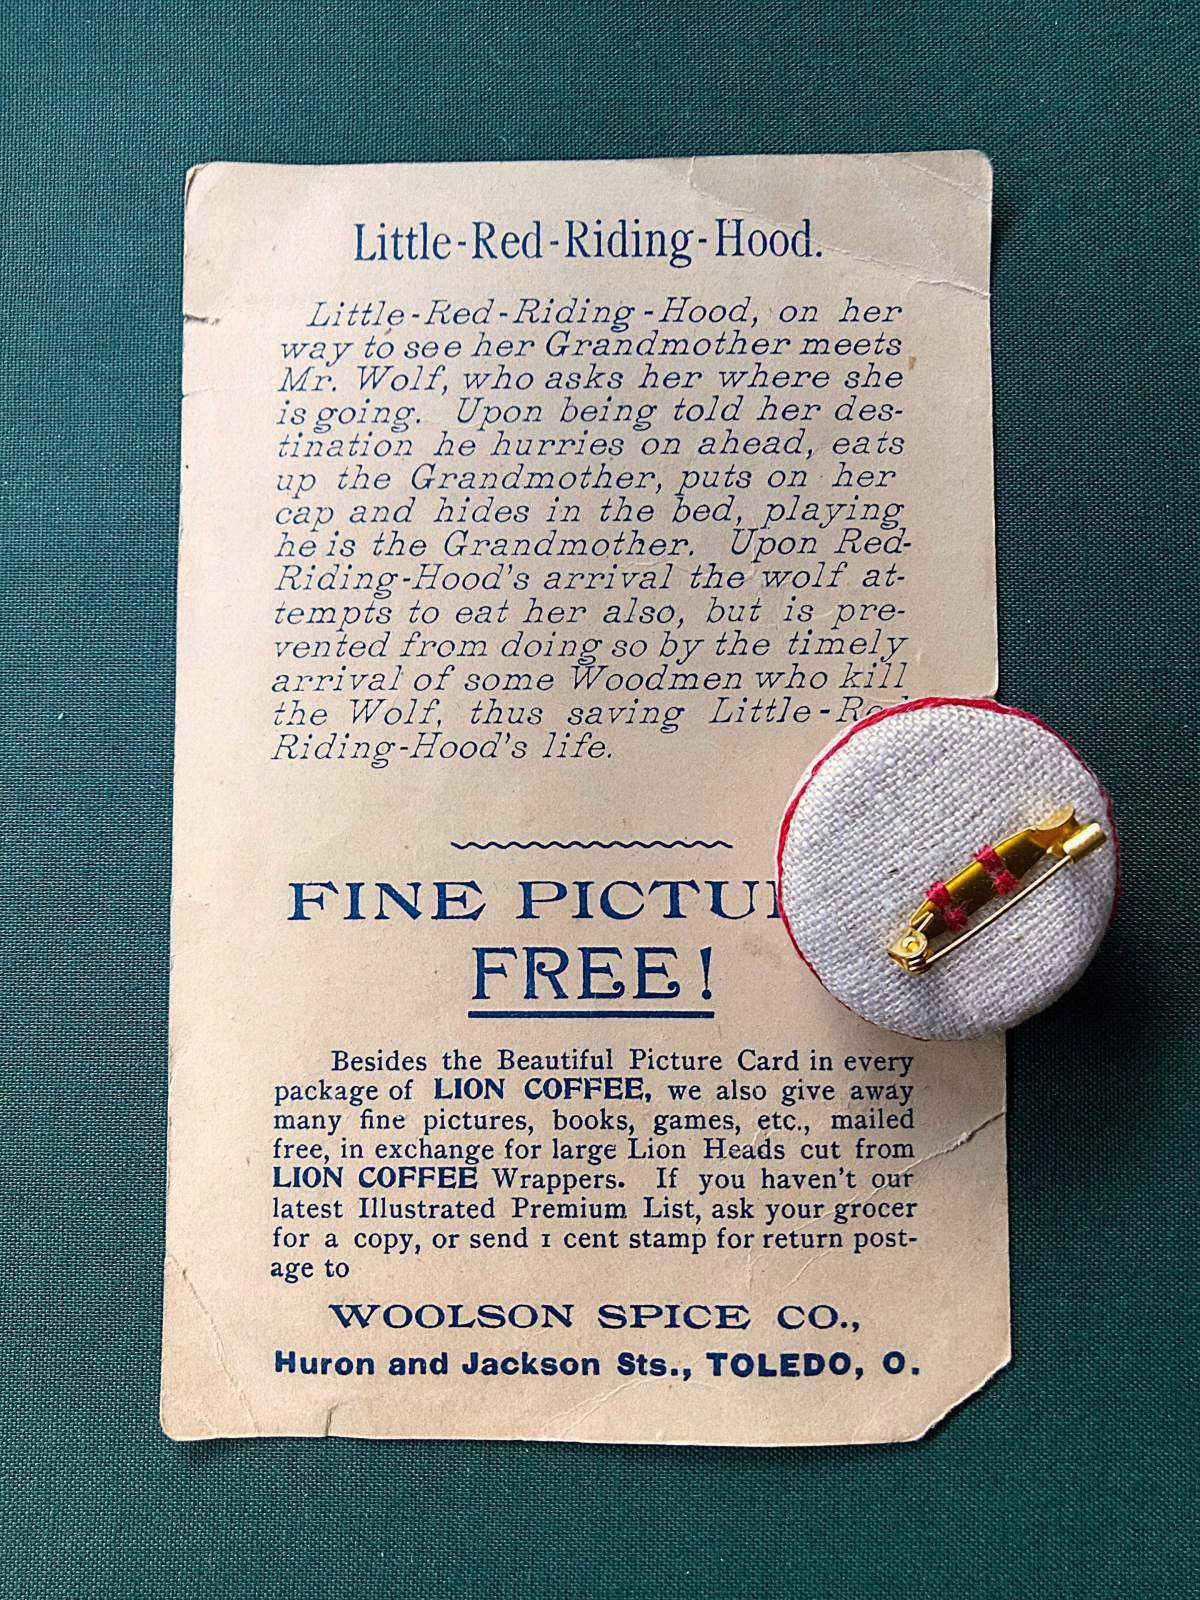 Little-Red-Riding-Hood.
Little-Red-Riding-Hood, on her
way to see her Grandmother meets
Mr. Wolf, who asks her where she
is going. Upon being told her des-
tination he hurries on ahead, eats
up the Grandmother, puts on her
cap and hides in the bed, playing
he is the Grandmother. Upon Red-
Riding-Hood's arrival the wolf at-
tempts to eat her also, but is pre-
vented from doing so by the timely
arrival of some Woodmen who kill
the Wolf, thus saving Little-Red
Riding-Hood's life.
FINE PICTU
FREE!
Besides the Beautiful Picture Card in every
package of LION COFFEE, we also give away
many fine pictures, books, games, etc., mailed
free, in exchange for large Lion Heads cut from
LION COFFEE Wrappers. If you haven't our
latest Illustrated Premium List, ask your grocer
for a copy, or send 1 cent stamp for return post-
age to
WOOLSON SPICE CO.,
Huron and Jackson Sts., TOLEDO, O.